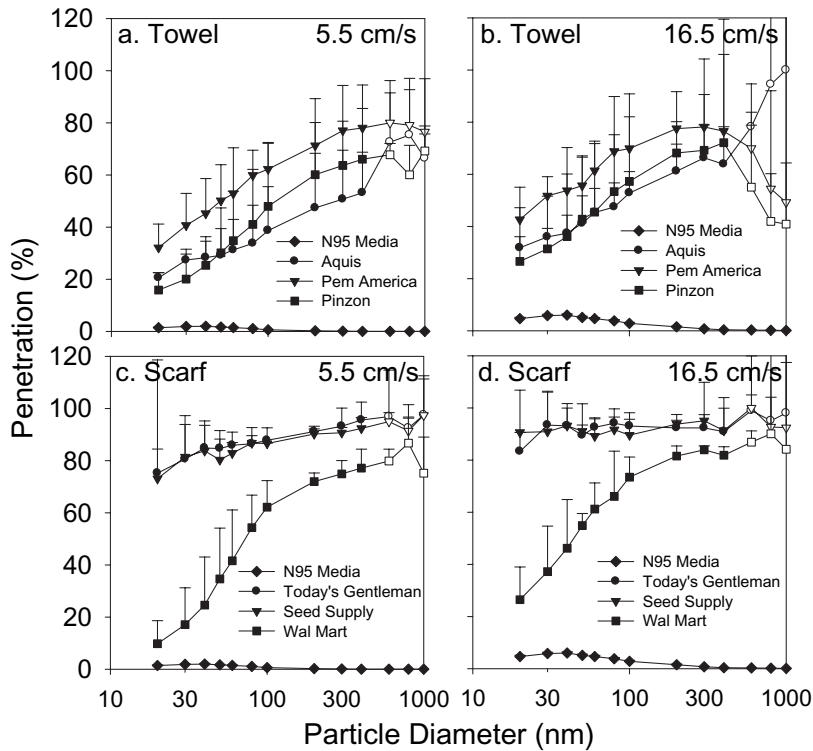 a. Towel 5.5 cm/s
b. Towel 16.5 cm/s
120
100
80
60
40
20
0
N95 Media
Aquis
Pem America
Pinzon
N95 Media
Aquis
Pem America
Pinzon
Penetration (%)
c. Scarf 5.5 cm/s
d. Scarf 16.5 cm/s
120
100
80
60
40
20
0
N95 Media
Today's Gentleman
Seed Supply
Wal Mart
N95 Media
Today's Gentleman
Seed Supply
Wal Mart
10 30 100 300 1000
10 30 100 300 1000
Particle Diameter (nm)